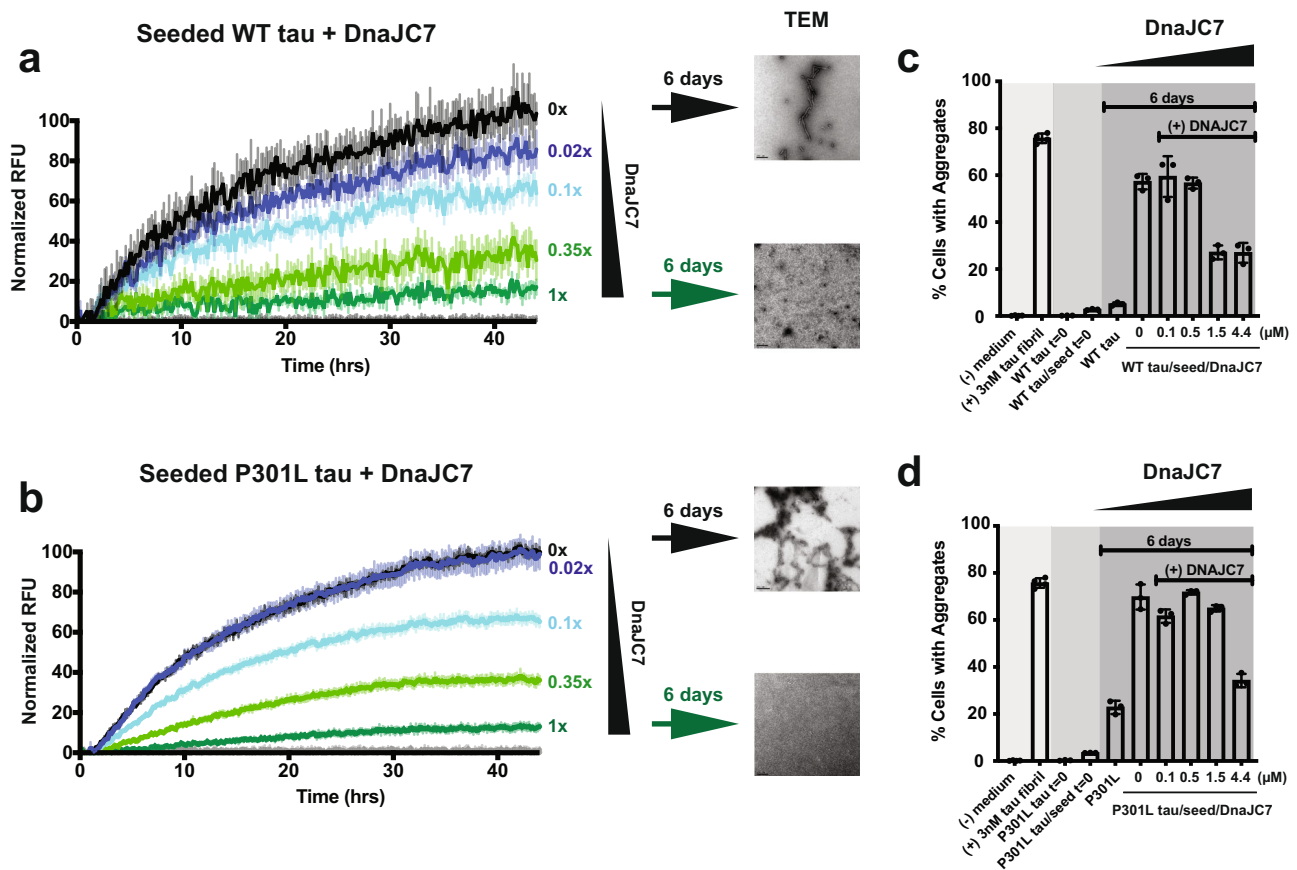 Seeded WT tau + DnaJC7
a
Normalized RFU
100
80
60
40
20
0
0
10
20
30
40
Time (hrs)
0x
0.02x
0.1x
0.35x
1x
DnaJC7
TEM
6 days
6 days
c
DnaJC7
% Cells with Aggregates
100
80
60
40
20
0
6 days
(+) DNAJC7
(-) medium
(+) 3nM tau fibril
WT tau t=0
WT tau/seed t=0
WT tau
0 0.1 0.5 1.5 4.4 (µM)
WT tau/seed/DnaJC7
Seeded P301L tau + DnaJC7
b
Normalized RFU
100
80
60
40
20
0
0
10
20
30
40
Time (hrs)
0x
0.02x
0.1x
0.35x
1x
DnaJC7
6 days
6 days
d
DnaJC7
% Cells with Aggregates
100
80
60
40
20
0
6 days
(+) DNAJC7
(-) medium
(+) 3nM tau fibril
P301L tau t=0
P301L tau/seed t=0
P301L
0 0.1 0.5 1.5 4.4 (µM)
P301L tau/seed/DnaJC7